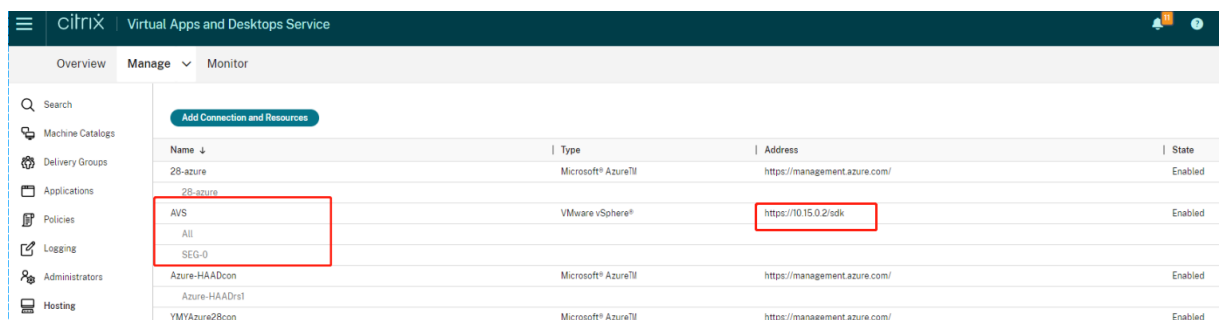 citrix | Virtual Apps and Desktops Service 11 ?
Overview Manage Monitor
Search
Add Connection and Resources
Machine Catalogs
Name ↓ | Type | Address | State
Delivery Groups
28-azure Microsoft® Azure™ https://management.azure.com/ Enabled
Applications
28-azure
Policies
AVS VMware vSphere® https://10.15.0.2/sdk Enabled
All
Logging
SEG-0
Administrators
Azure-HAADcon Microsoft® Azure™ https://management.azure.com/ Enabled
Azure-HAADrs1
Hosting
YMYAzure28con Microsoft® Azure™ https://management.azure.com/ Enabled